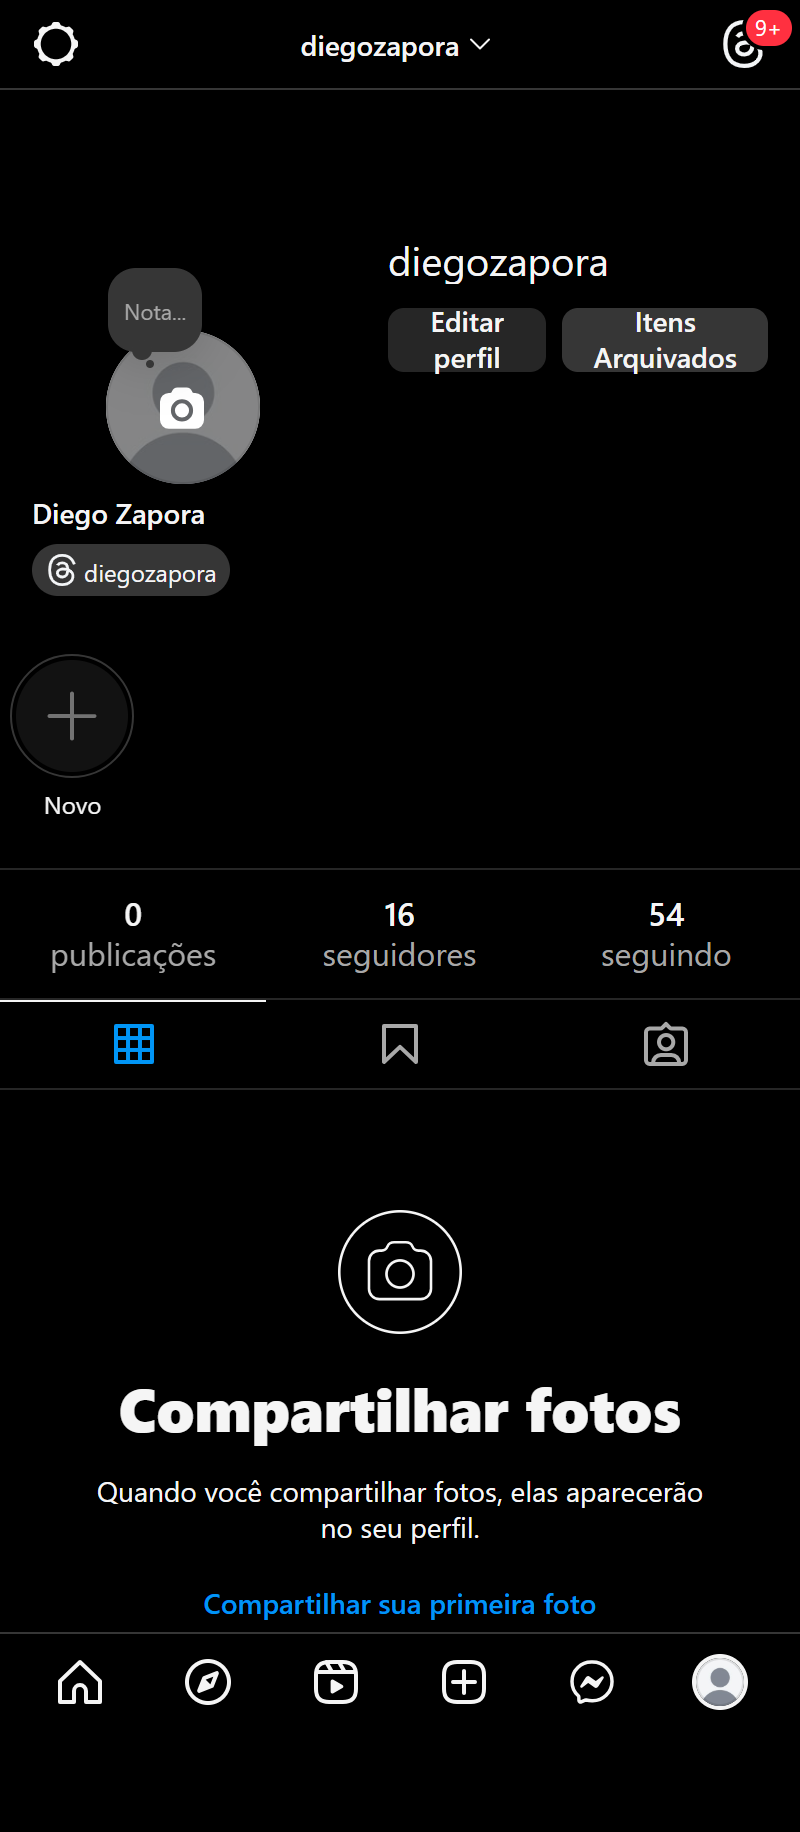 diegozapora
9+
diegozapora
Editar
perfil
Itens
Arquivados
Nota...
Diego Zapora
diegozapora
Novo
0
publicações
16
seguidores
54
seguindo
Compartilhar fotos
Quando você compartilhar fotos, elas aparecerão
no seu perfil.
Compartilhar sua primeira foto